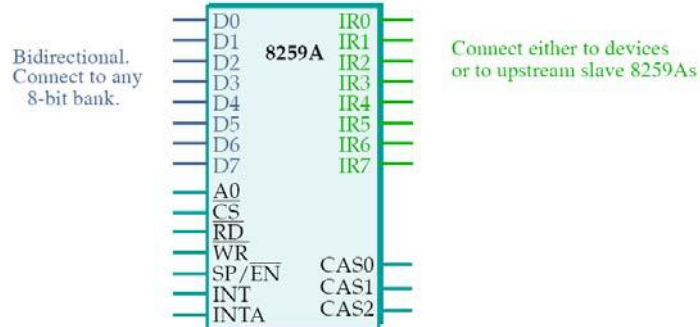 Bidirectional.
Connect to any
8-bit bank.
D0
D1
D2
D3
D4
D5
D6
D7
A0
CS
RD
WR
SP/EN
INT
INTA
8259A
IR0
IR1
IR2
IR3
IR4
IR5
IR6
IR7
CAS0
CAS1
CAS2
Connect either to devices
or to upstream slave 8259As